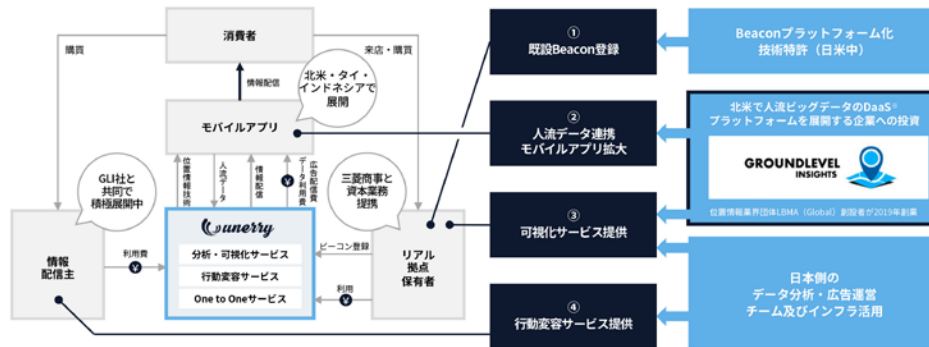 購買
消費者
来店・購買
情報配信
北米・タイ・
インドネシアで
展開
モバイルアプリ
GLI社と
共同で
積極展開中
位置情報技術
人流データ
情報配信
データ利用費
広告配信費
¥
三菱商事と
資本業務
提携
情報
配信主
利用費
¥
unerry
分析・可視化サービス
行動変容サービス
One to Oneサービス
ビーコン登録
利用
¥
リアル
拠点
保有者
①
既設Beacon登録
②
人流データ連携
モバイルアプリ拡大
③
可視化サービス提供
④
行動変容サービス提供
Beaconプラットフォーム化
技術特許(日米中)
北米で人流ビッグデータのDaaS※
プラットフォームを展開する企業への投資
GROUNDLEVEL
INSIGHTS
位置情報業界団体LBMA(Global)創設者が2019年創業
日本側の
データ分析・広告運営
チーム及びインフラ活用